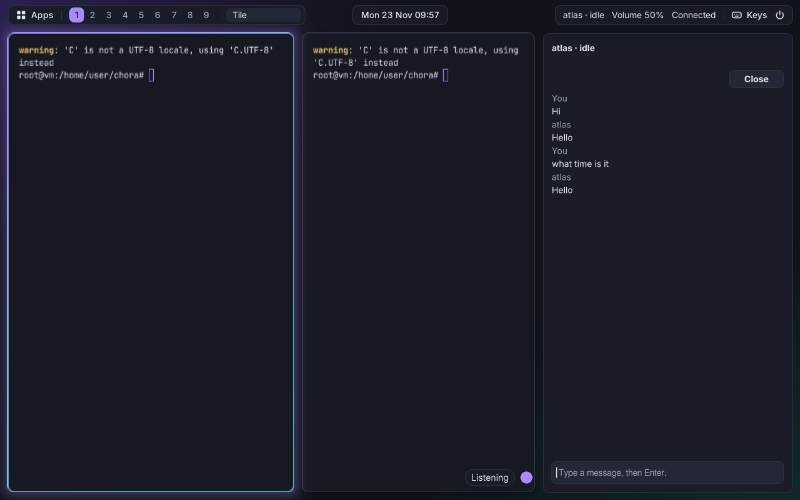 Apps 1 2 3 4 5 6 7 8 9 Tile
Mon 23 Nov 09:57
atlas · idle Volume 50% Connected Keys
warning: 'C' is not a UTF-8 locale, using 'C.UTF-8'
instead
root@vm:/home/user/chora#
warning: 'C' is not a UTF-8 locale, using
'C.UTF-8' instead
root@vm:/home/user/chora#
Listening
atlas · idle
Close
You
Hi
atlas
Hello
You
what time is it
atlas
Hello
Type a message, then Enter.